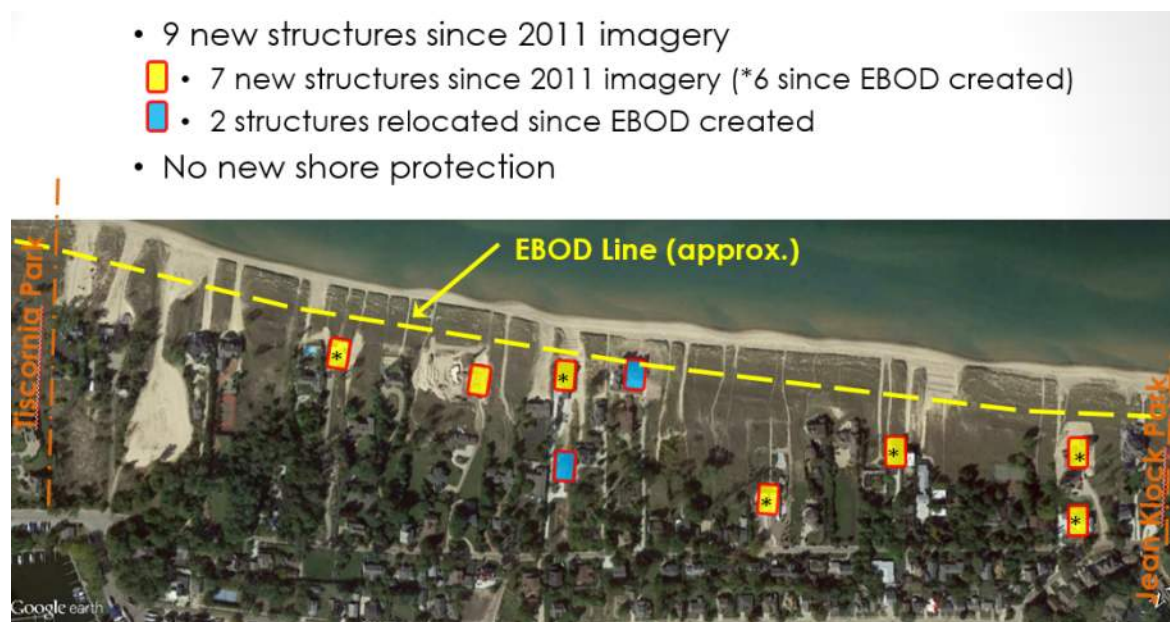 • 9 new structures since 2011 imagery
• 7 new structures since 2011 imagery (*6 since EBOD created)
• 2 structures relocated since EBOD created
• No new shore protection
EBOD Line (approx.)
Tiscornia Park
*
*
*
*
*
*
Jean Klock Park
Google earth